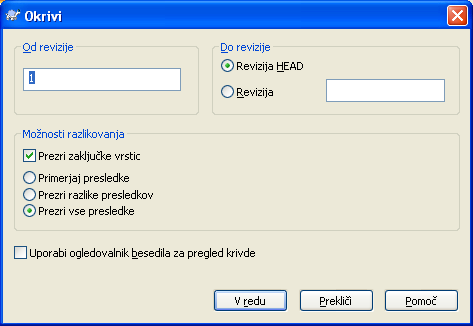 Okrivi
Od revizije
1
Do revizije
Revizija HEAD
Revizija
Možnosti razlikovanja
Prezri zaključke vrstic
Primerjaj presledke
Prezri razlike presledkov
Prezri vse presledke
Uporabi ogledovalnik besedila za pregled krivde
V redu
Prekliči
Pomoč